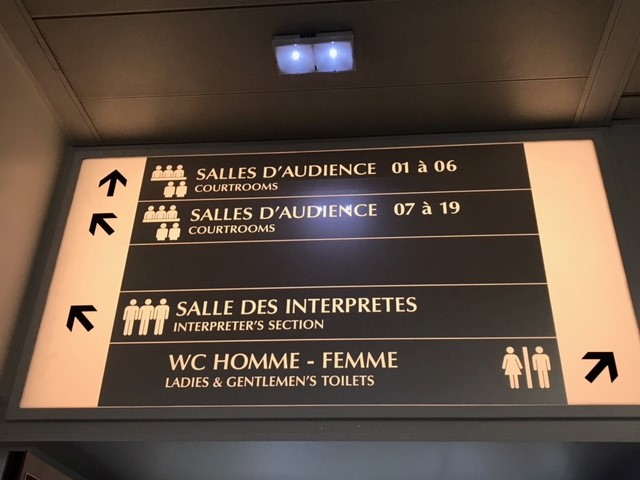 SALLES D'AUDIENCE 01 à 06
COURTROOMS
SALLES D'AUDIENCE 07 à 19
COURTROOMS
SALLE DES INTERPRETES
INTERPRETER'S SECTION
WC HOMME - FEMME
LADIES & GENTLEMEN'S TOILETS